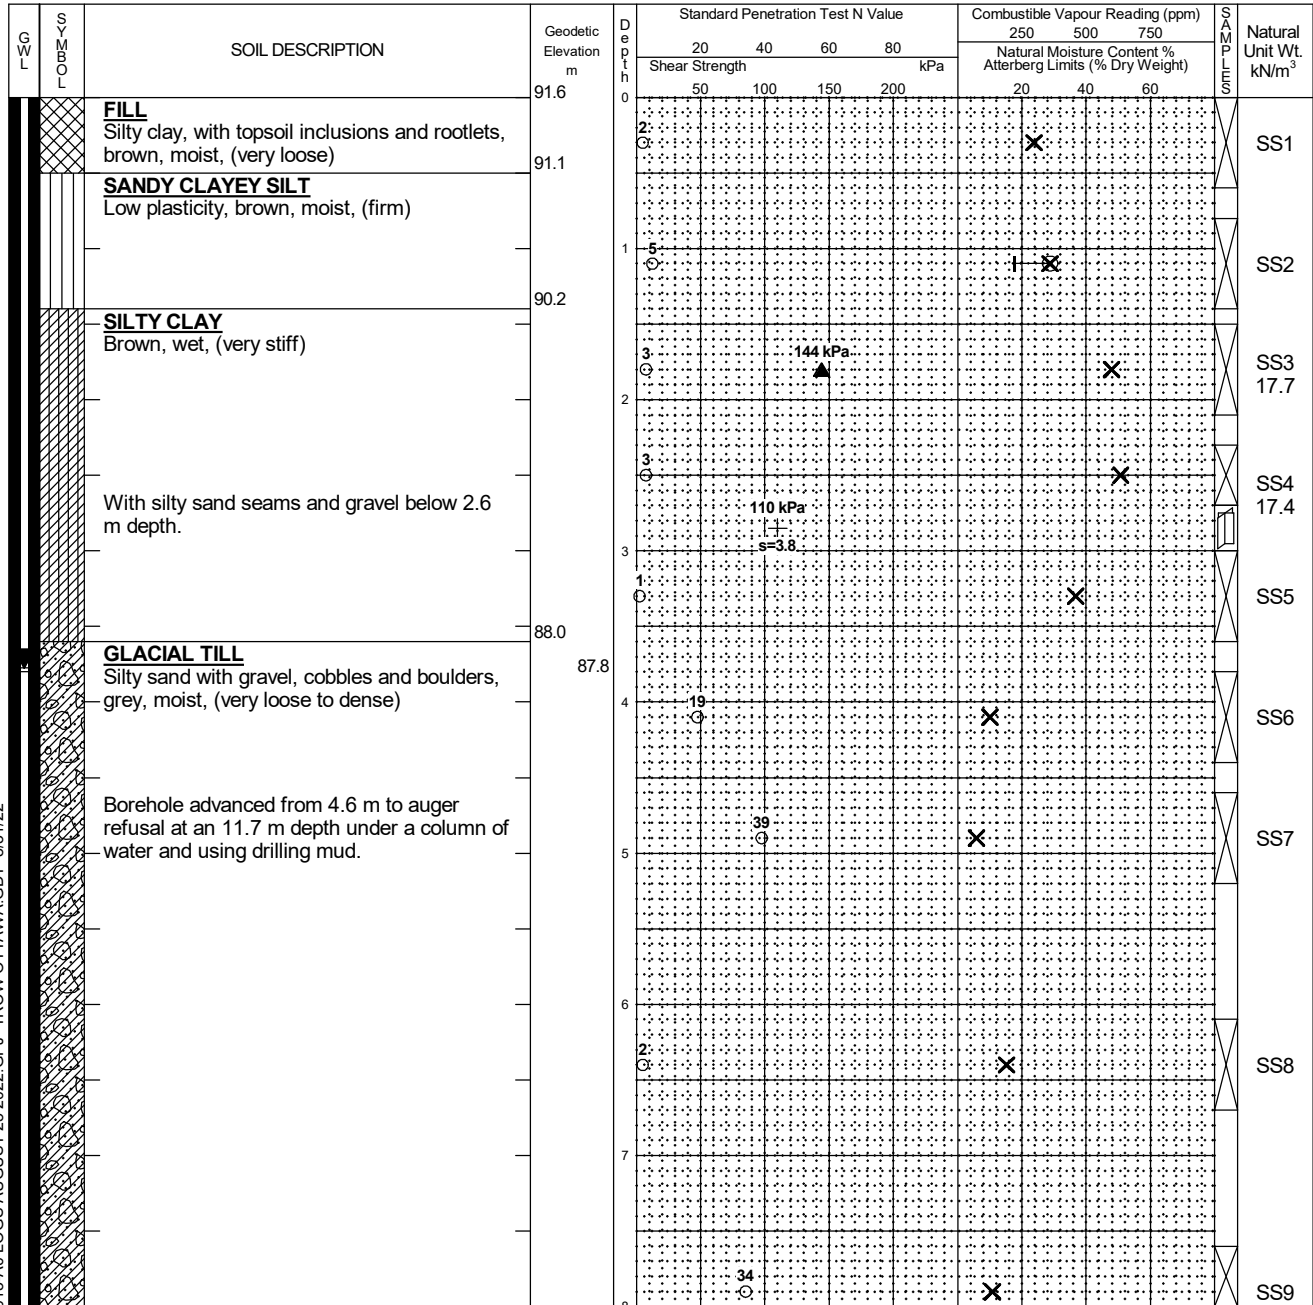 GWL
SYMBOL
SOIL DESCRIPTION
Geodetic
Elevation
m
Depth
Standard Penetration Test N Value
20 40 60 80
Shear Strength kPa
50 100 150 200
Combustible Vapour Reading (ppm)
250 500 750
Natural Moisture Content %
Atterberg Limits (% Dry Weight)
20 40 60
SAMPLES
Natural
Unit Wt.
kN/m³
91.6
0
FILL
Silty clay, with topsoil inclusions and rootlets,
brown, moist, (very loose)
2
SS1
91.1
SANDY CLAYEY SILT
Low plasticity, brown, moist, (firm)
1
5
SS2
90.2
SILTY CLAY
Brown, wet, (very stiff)
3
144 kPa
SS3
17.7
2
3
SS4
17.4
With silty sand seams and gravel below 2.6
m depth.
110 kPa
s=3.8
3
1
SS5
88.0
GLACIAL TILL
Silty sand with gravel, cobbles and boulders,
grey, moist, (very loose to dense)
87.8
4
19
SS6
Borehole advanced from 4.6 m to auger
refusal at an 11.7 m depth under a column of
water and using drilling mud.
39
SS7
5
6
2
SS8
7
34
SS9
8